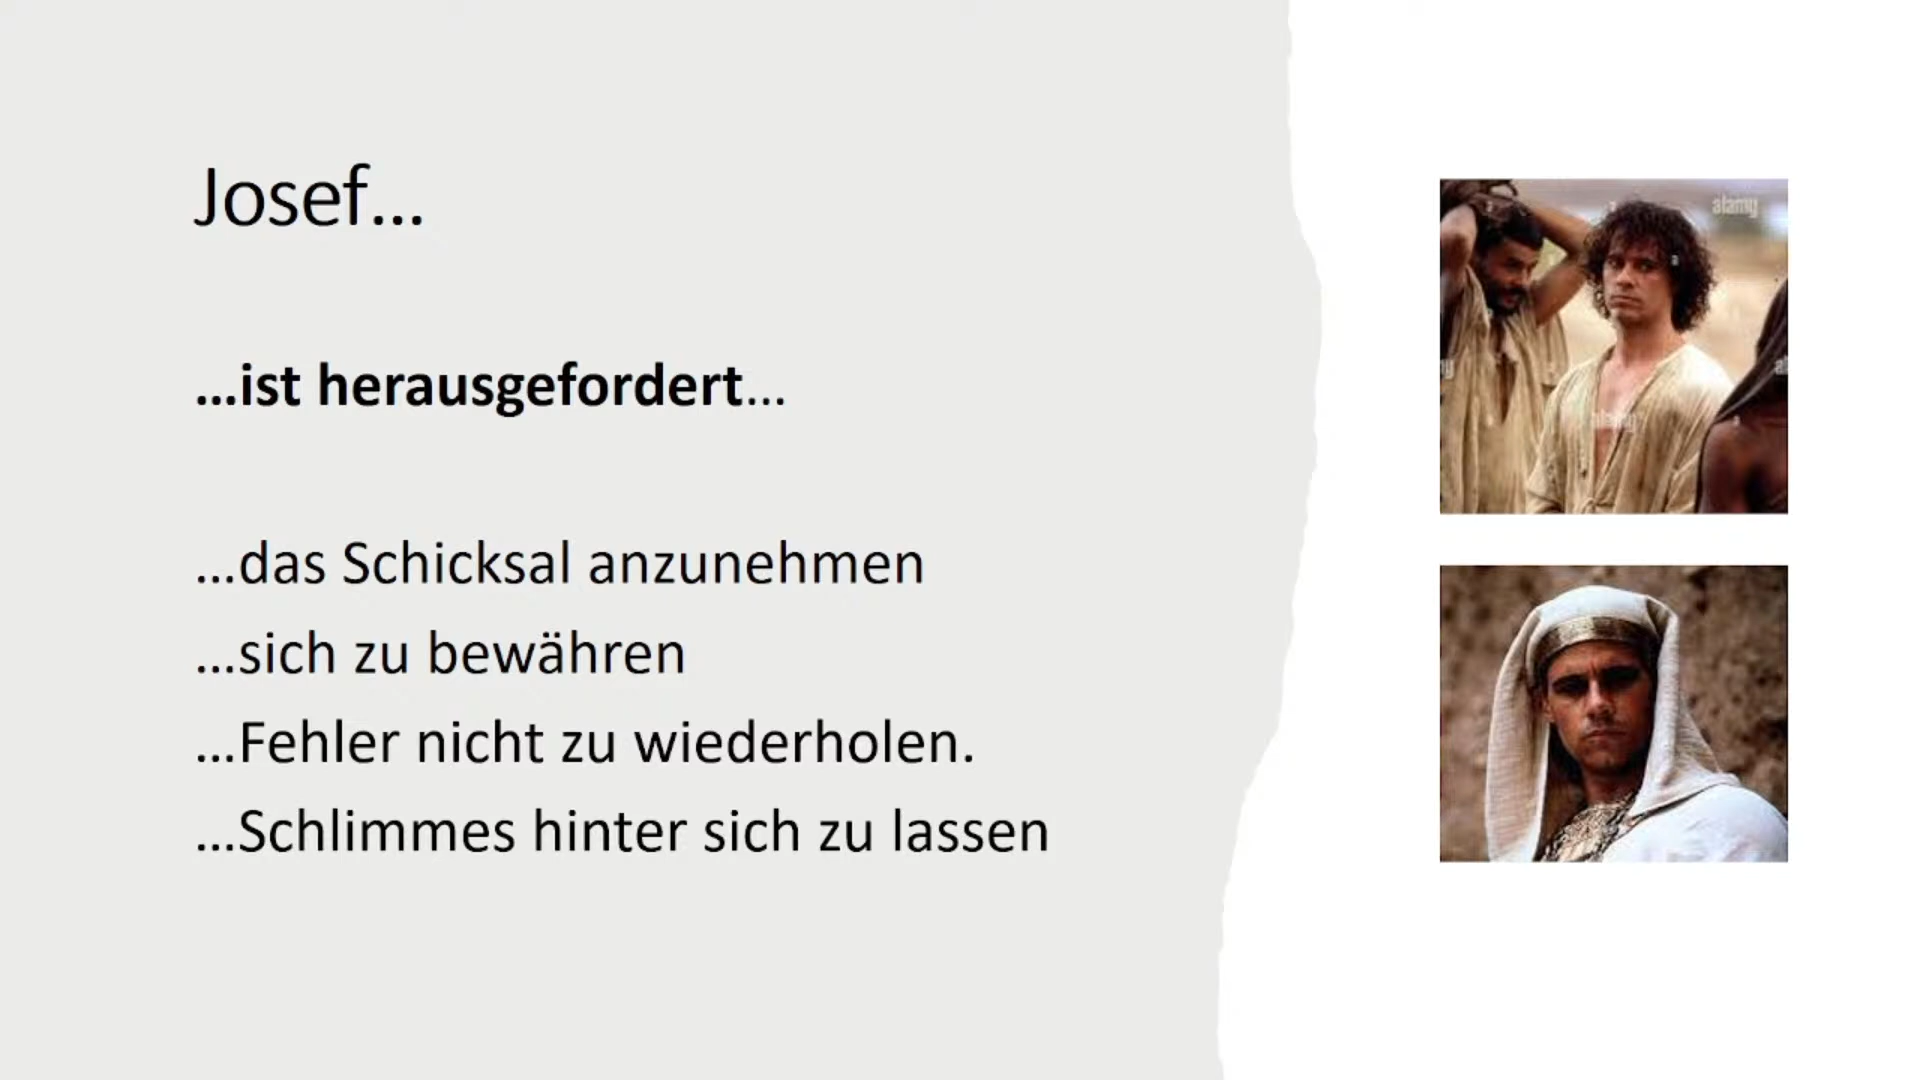 Josef...
...ist herausgefordert...
...das Schicksal anzunehmen
...sich zu bewähren
...Fehler nicht zu wiederholen.
...Schlimmes hinter sich zu lassen
alamy
alamy